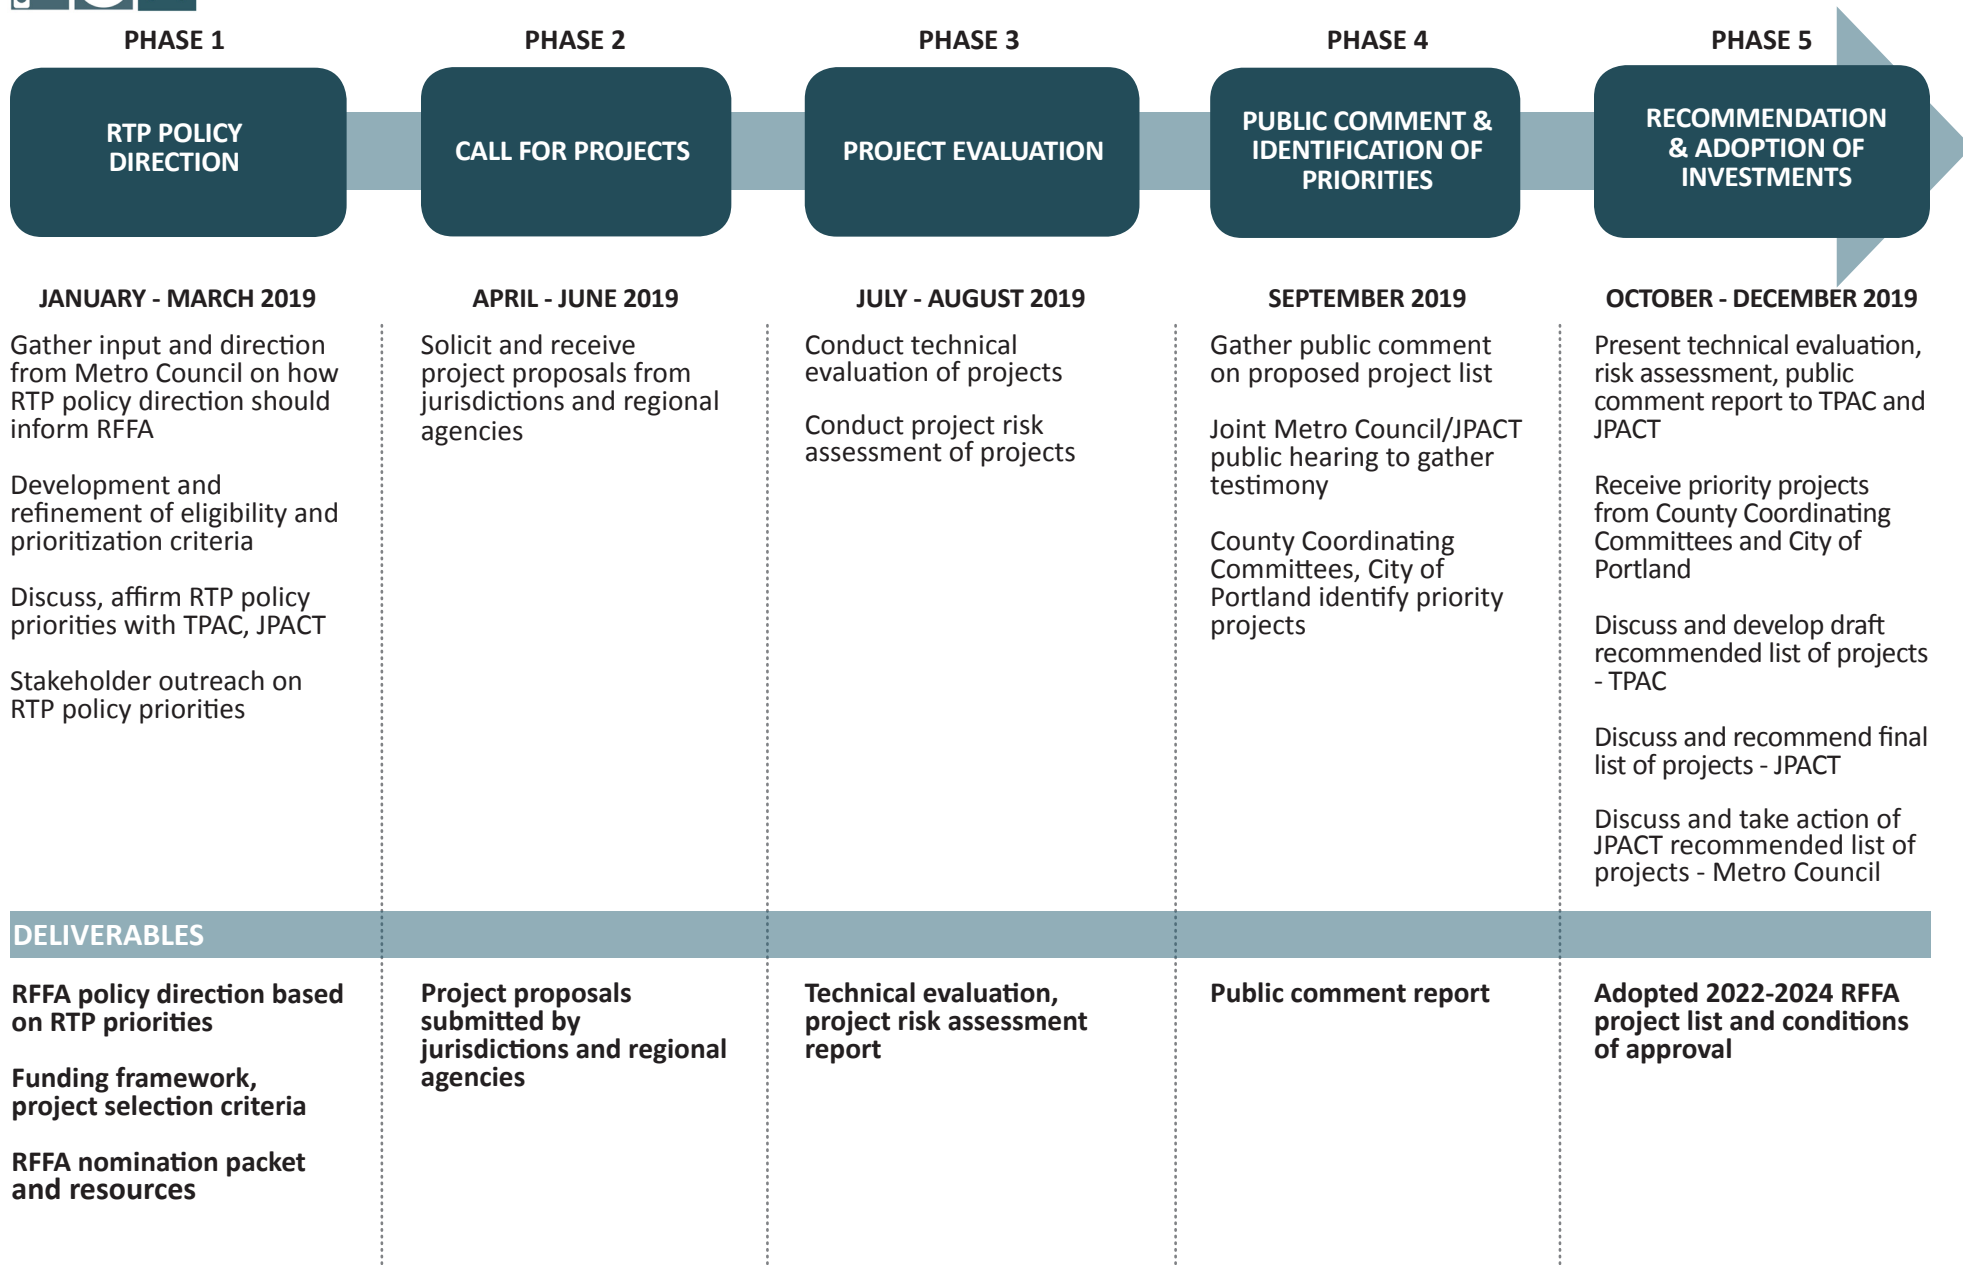 PHASE 1
PHASE 2
PHASE 3
PHASE 4
PHASE 5
RTP POLICY
DIRECTION
CALL FOR PROJECTS
PROJECT EVALUATION
PUBLIC COMMENT &
IDENTIFICATION OF
PRIORITIES
RECOMMENDATION
& ADOPTION OF
INVESTMENTS
JANUARY - MARCH 2019
Gather input and direction
from Metro Council on how
RTP policy direction should
inform RFFA
Development and
refinement of eligibility and
prioritization criteria
Discuss, affirm RTP policy
priorities with TPAC, JPACT
Stakeholder outreach on
RTP policy priorities
APRIL - JUNE 2019
Solicit and receive
project proposals from
jurisdictions and regional
agencies
JULY - AUGUST 2019
Conduct technical
evaluation of projects
Conduct project risk
assessment of projects
SEPTEMBER 2019
Gather public comment
on proposed project list
Joint Metro Council/JPACT
public hearing to gather
testimony
County Coordinating
Committees, City of
Portland identify priority
projects
OCTOBER - DECEMBER 2019
Present technical evaluation,
risk assessment, public
comment report to TPAC and
JPACT
Receive priority projects
from County Coordinating
Committees and City of
Portland
Discuss and develop draft
recommended list of projects
- TPAC
Discuss and recommend final
list of projects - JPACT
Discuss and take action of
JPACT recommended list of
projects - Metro Council
DELIVERABLES
RFFA policy direction based
on RTP priorities
Funding framework,
project selection criteria
RFFA nomination packet
and resources
Project proposals
submitted by
jurisdictions and regional
agencies
Technical evaluation,
project risk assessment
report
Public comment report
Adopted 2022-2024 RFFA
project list and conditions
of approval